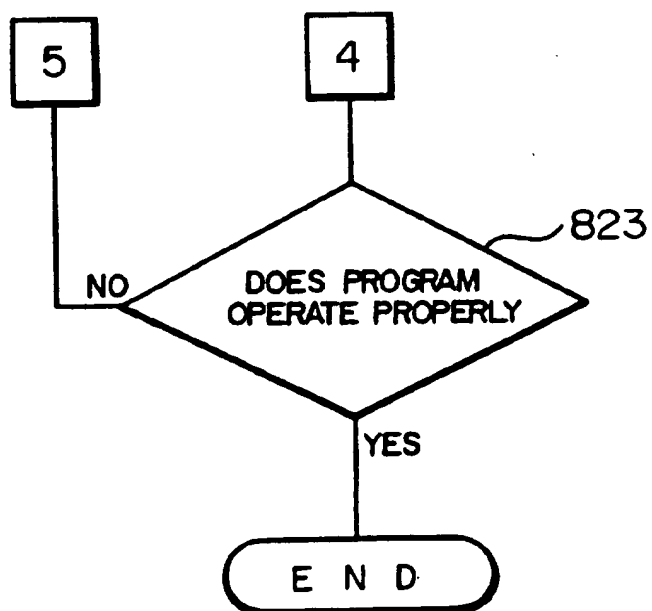 5
4
823
NO
DOES PROGRAM
OPERATE PROPERLY
YES
END